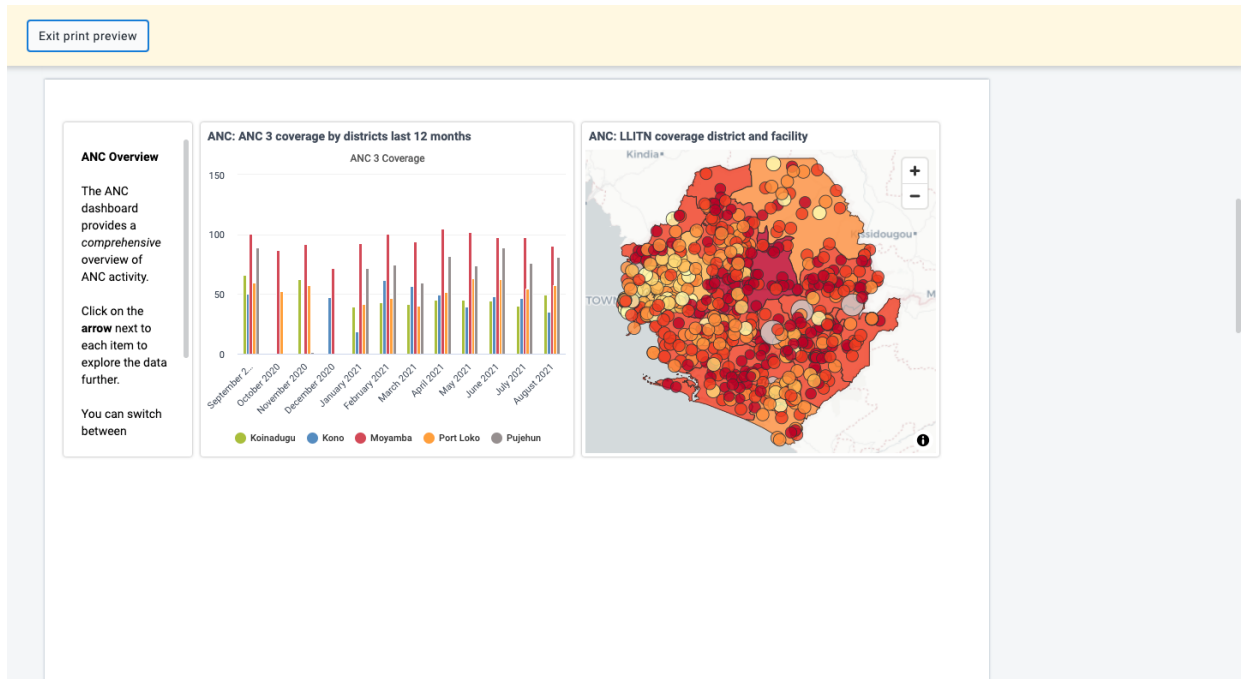 Exit print preview
ANC Overview
The ANC
dashboard
provides a
comprehensive
overview of
ANC activity.
Click on the
arrow next to
each item to
explore the data
further.
You can switch
between
ANC: ANC 3 coverage by districts last 12 months
ANC 3 Coverage
150
100
50
0
September 2...
October 2020
November 2020
December 2020
January 2021
February 2021
March 2021
April 2021
May 2021
June 2021
July 2021
August 2021
Koinadugu
Kono
Moyamba
Port Loko
Pujehun
ANC: LLITN coverage district and facility
Kindia
+
−
ssidougou
TOWN
M